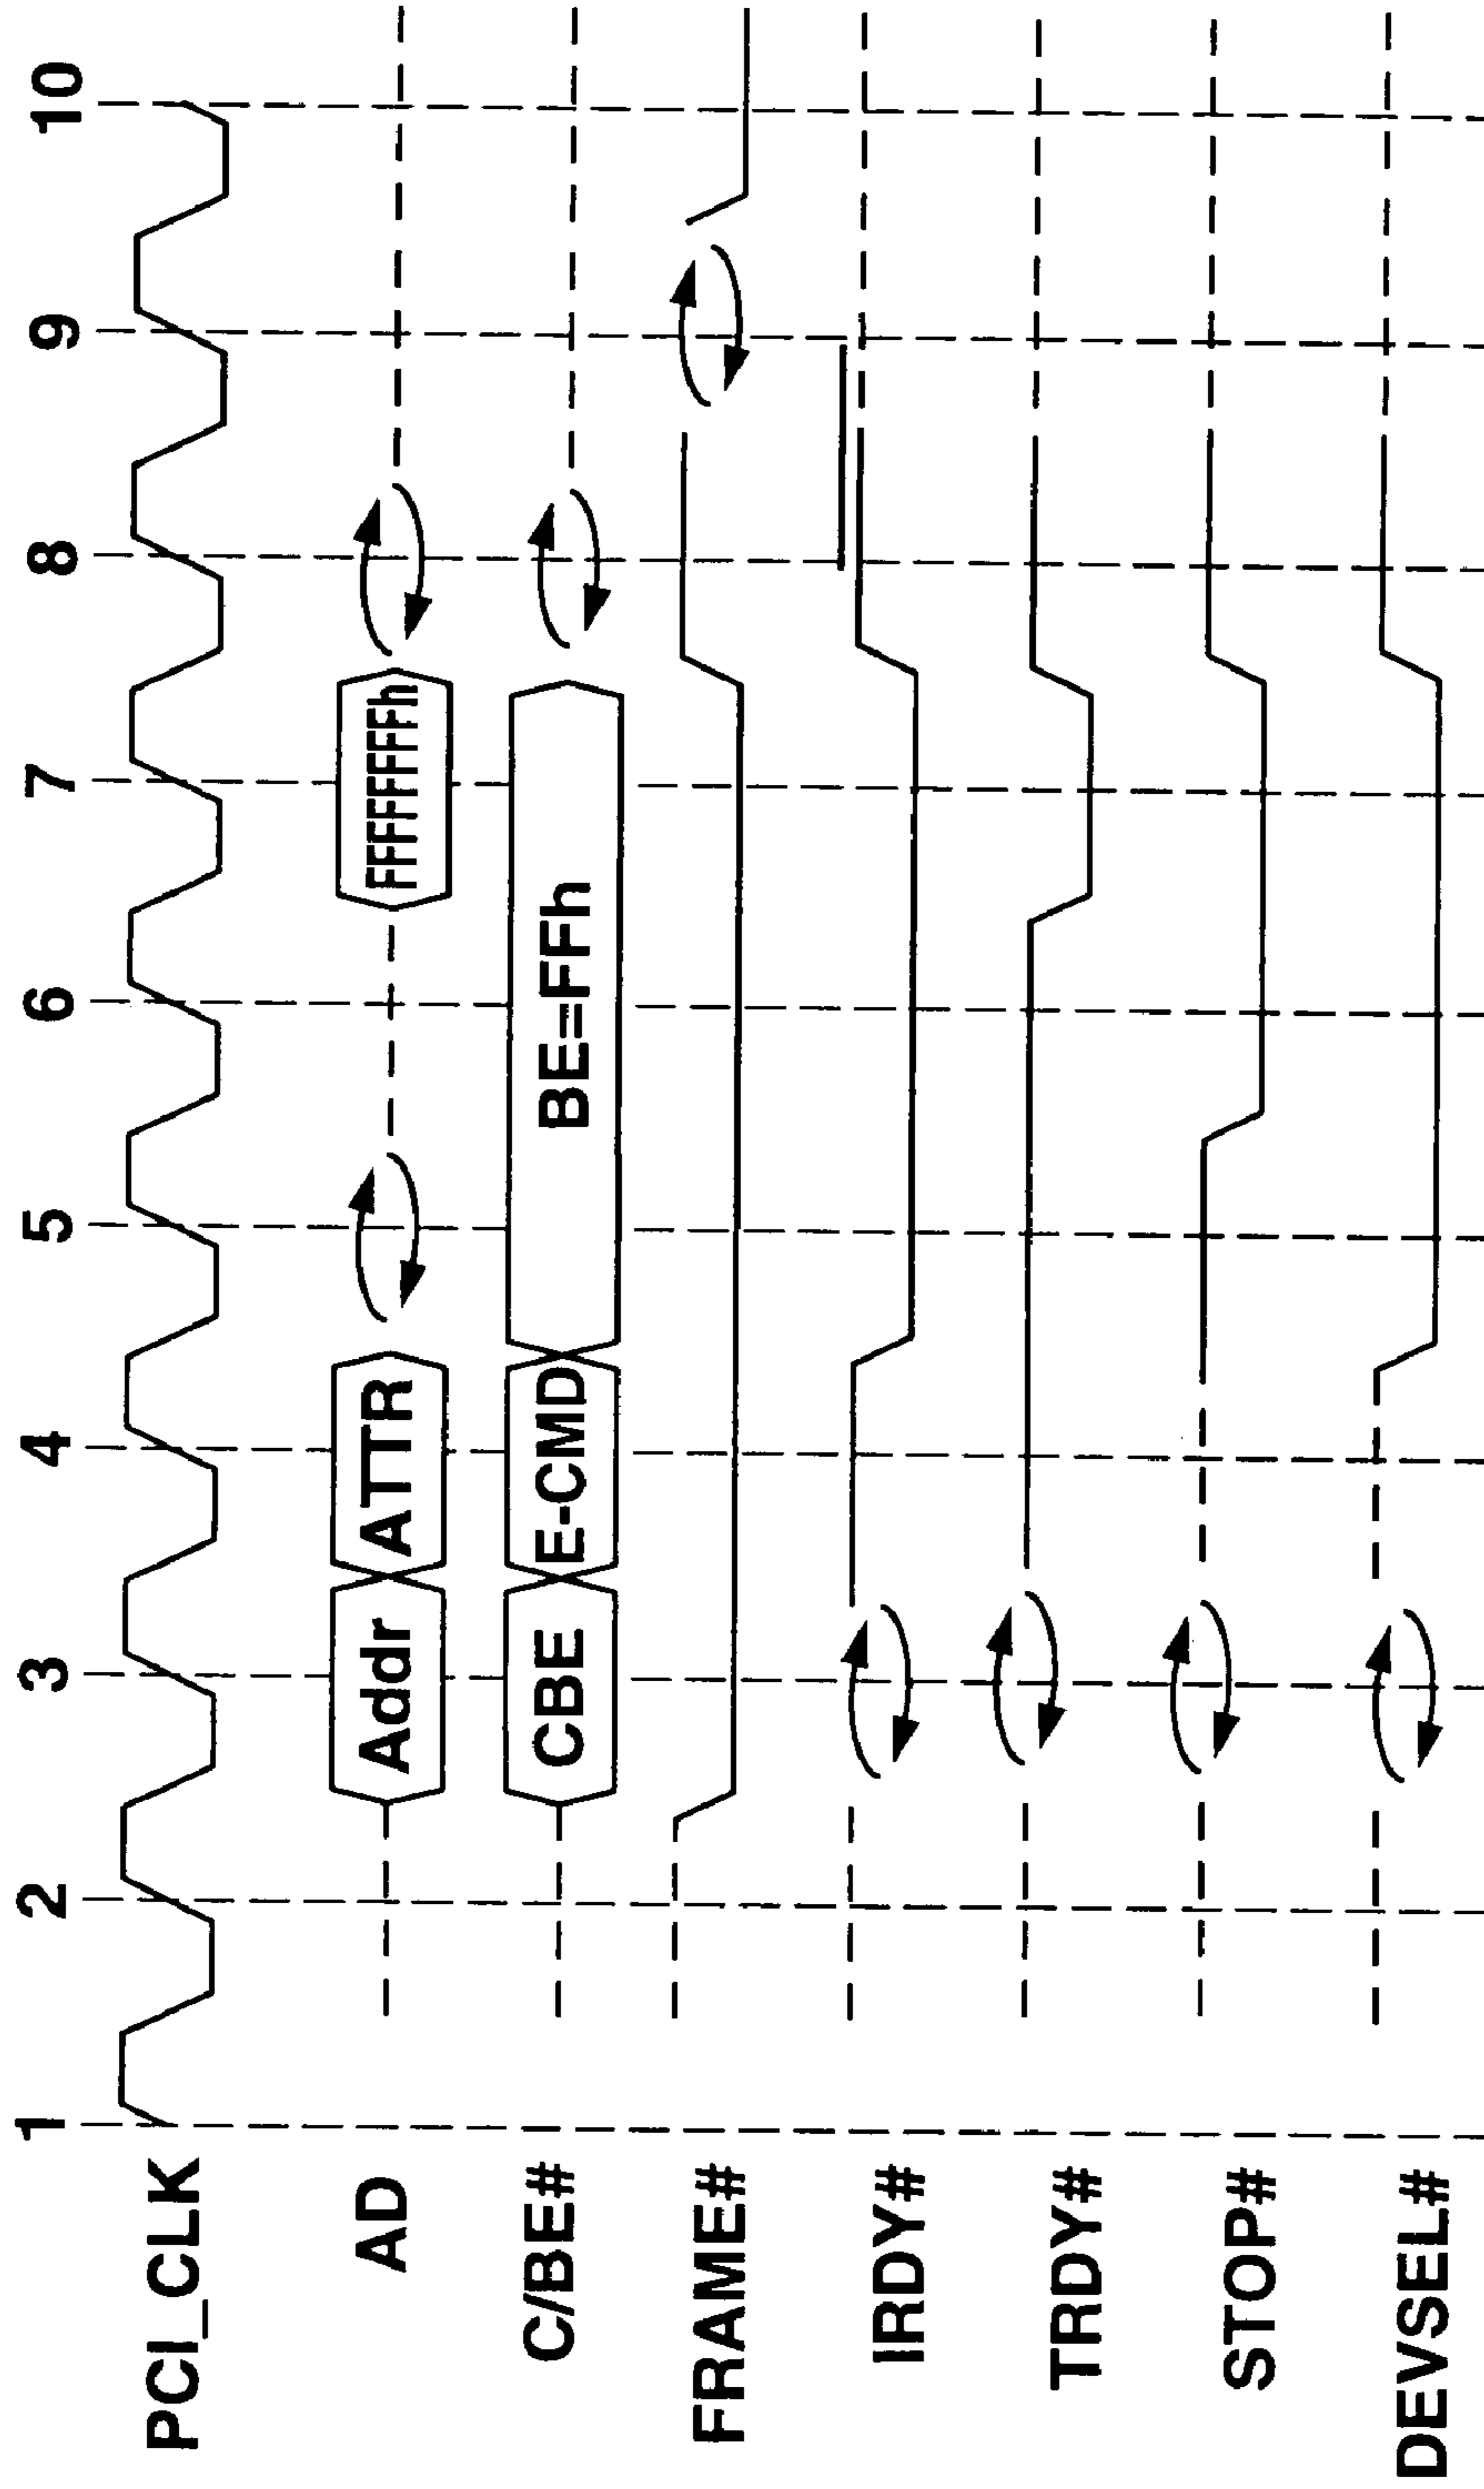 1 2 3 4 5 6 7 8 9 10
PCI_CLK
AD Addr ATTR FFFFFFFFh
C/BE# CBE E-CMD BE=FFh
FRAME#
IRDY#
TRDY#
STOP#
DEVSEL#